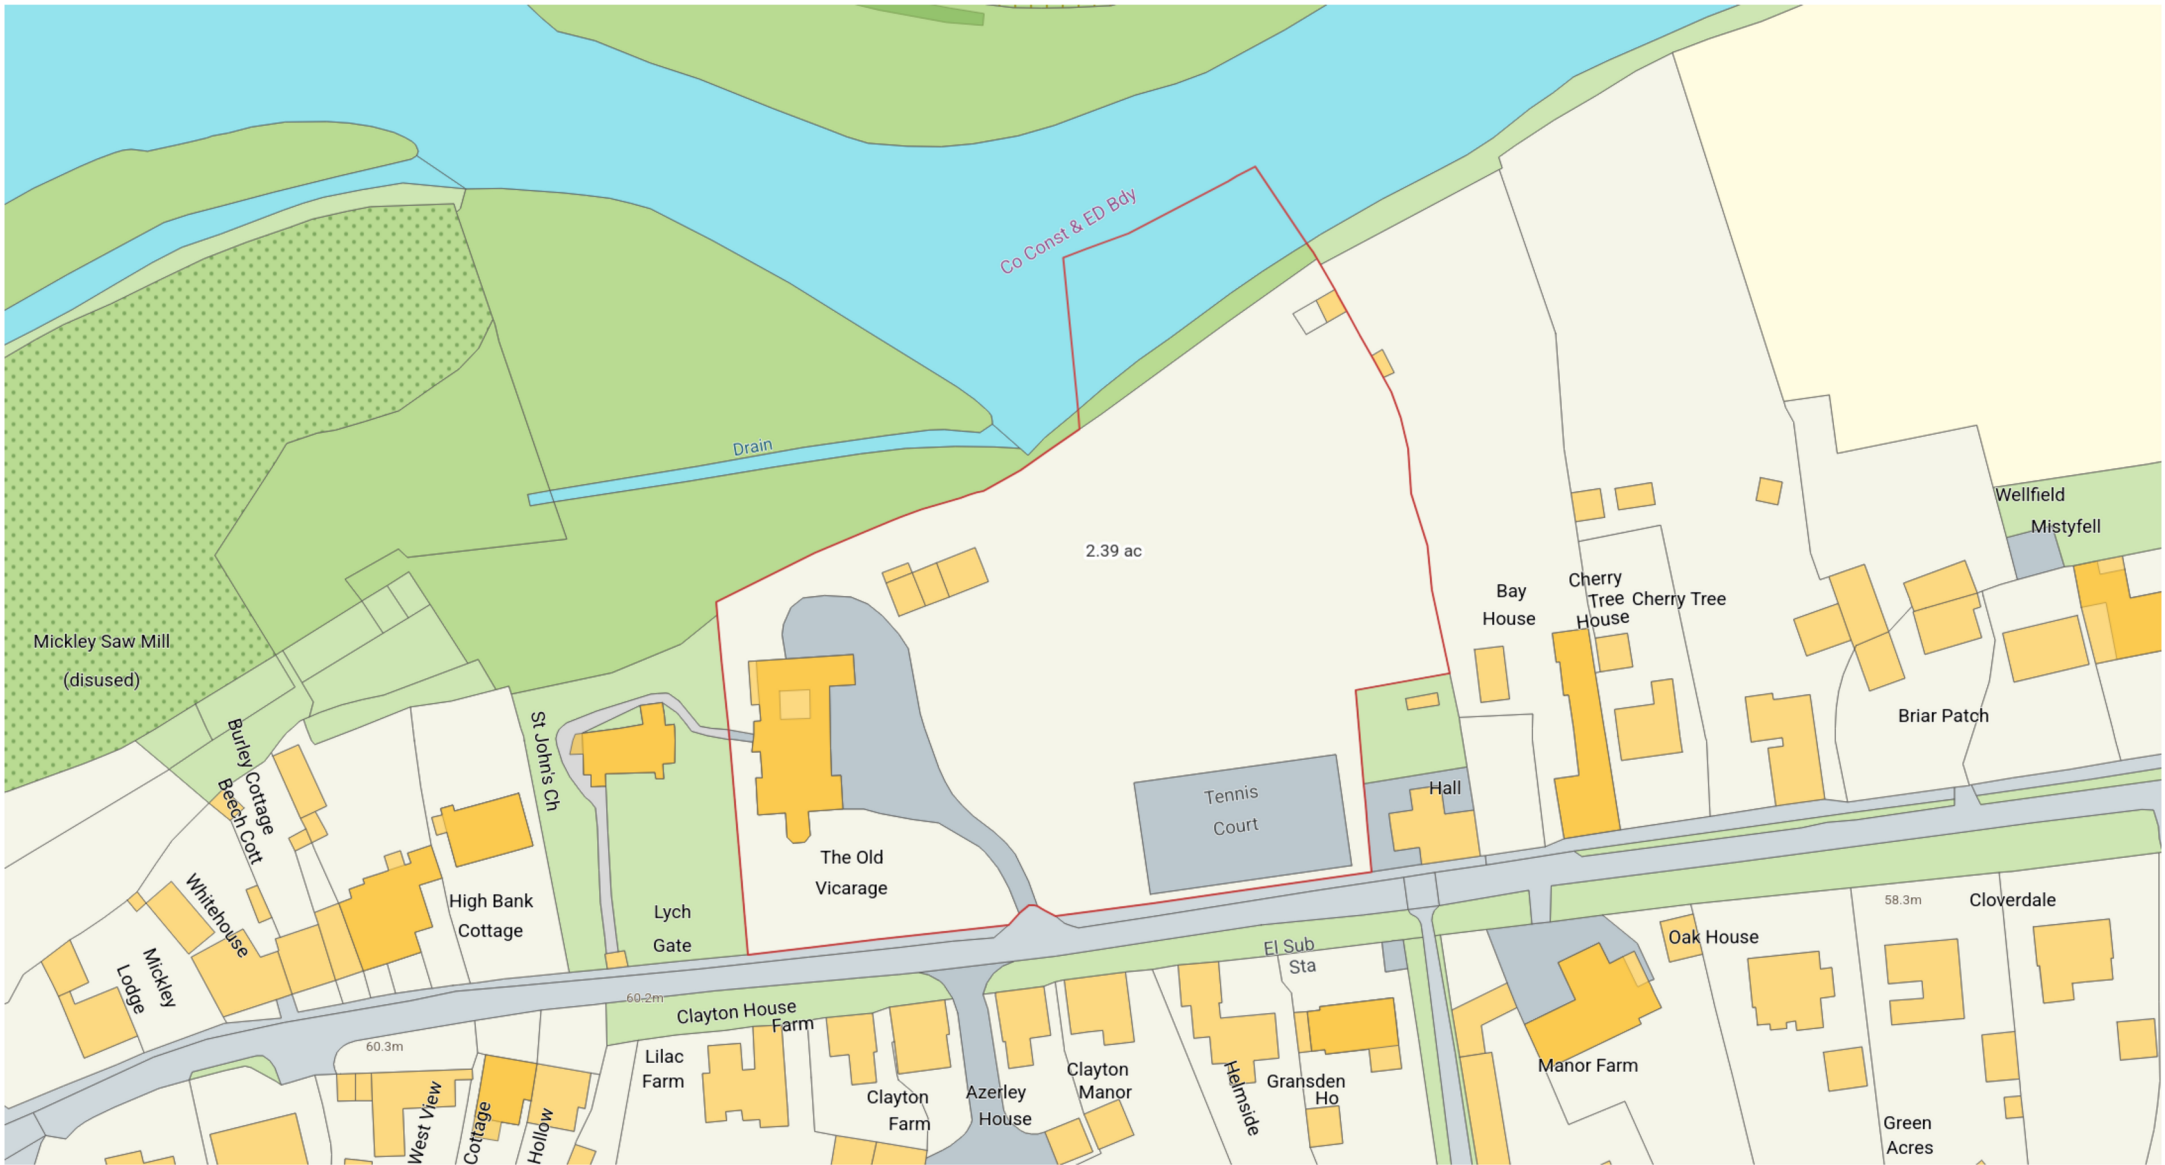 Co Const & ED Bdy
Drain
2.39 ac
Wellfield
Mistyfell
Bay
House
Cherry
Tree
House
Cherry Tree
Mickley Saw Mill
(disused)
Burley Cottage
Beech Cott
St John's Ch
Briar Patch
Tennis
Court
Hall
The Old
Vicarage
Whitehouse
High Bank
Cottage
Lych
Gate
58.3m
Cloverdale
Oak House
El Sub
Sta
Mickley
Lodge
60.2m
Clayton House
Farm
60.3m
Lilac
Farm
Clayton
Farm
Azerley
House
Clayton
Manor
Helmside
Gransden
Ho
Manor Farm
West View
Cottage
Hollow
Green
Acres